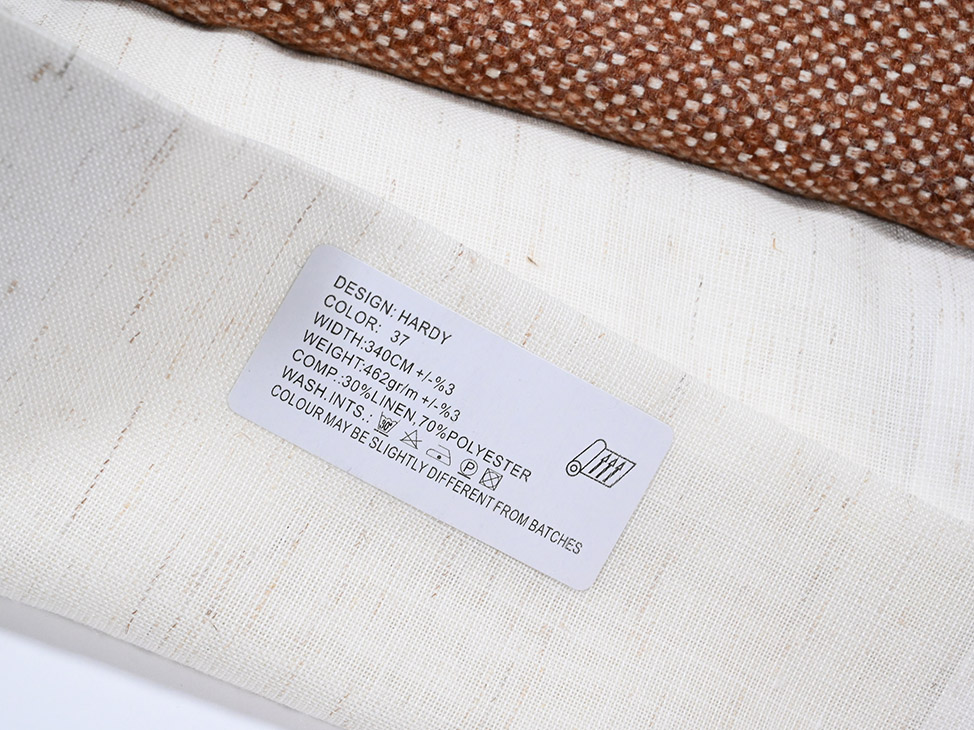 DESIGN: HARDY
COLOR: 37
WIDTH:340CM +/-%3
WEIGHT:462gr/m +/-%3
COMP.:30%LINEN,70%POLYESTER
WASH.INTS.: 30° P
COLOUR MAY BE SLIGHTLY DIFFERENT FROM BATCHES